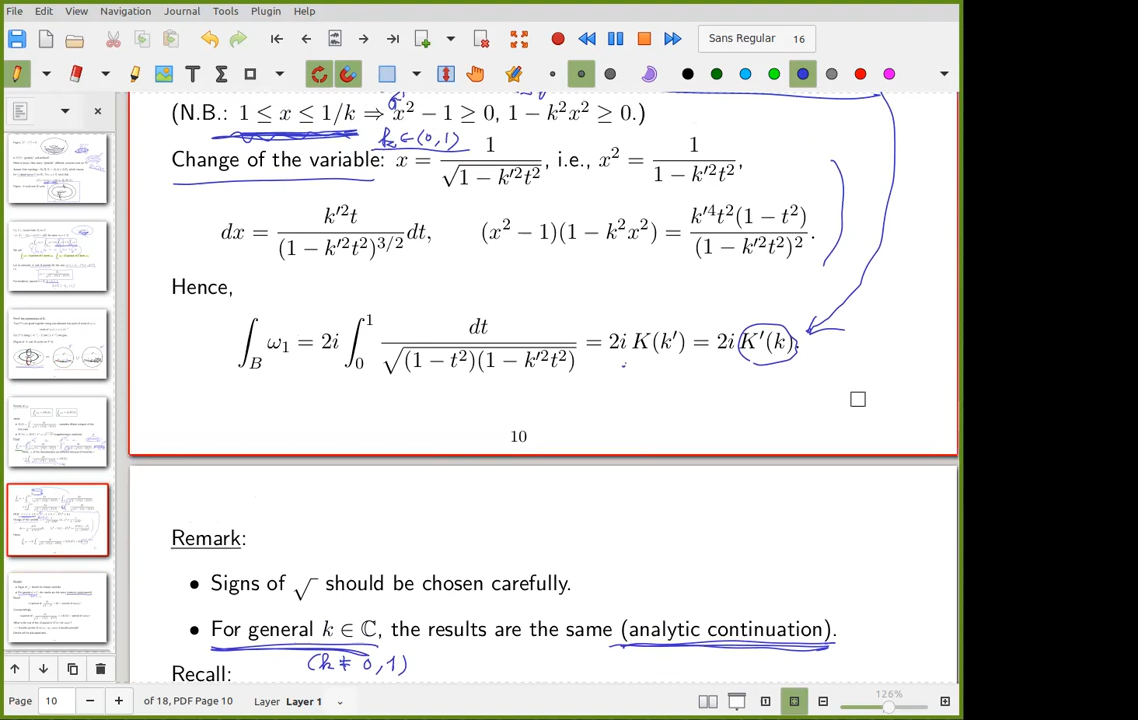 File Edit View Navigation Journal Tools Plugin Help
Sans Regular 16
(N.B.: 1 ≤ x ≤ 1/k ⇒ x² − 1 ≥ 0, 1 − k²x² ≥ 0.)
k ∈ (0,1)
Change of the variable: x = 1/√(1 − k′²t²), i.e., x² = 1/(1 − k′²t²),
dx = k′²t/(1 − k′²t²)^{3/2} dt, (x² − 1)(1 − k²x²) = k′⁴t²(1 − t²)/(1 − k′²t²)².
Hence,
∫_B ω₁ = 2i ∫₀¹ dt/√((1 − t²)(1 − k′²t²)) = 2i K(k′) = 2i K′(k).
□
10
Remark:
• Signs of √ should be chosen carefully.
• For general k ∈ ℂ, the results are the same (analytic continuation).
(k ≠ 0, 1)
Recall:
Page 10 of 18, PDF Page 10 Layer Layer 1 126%